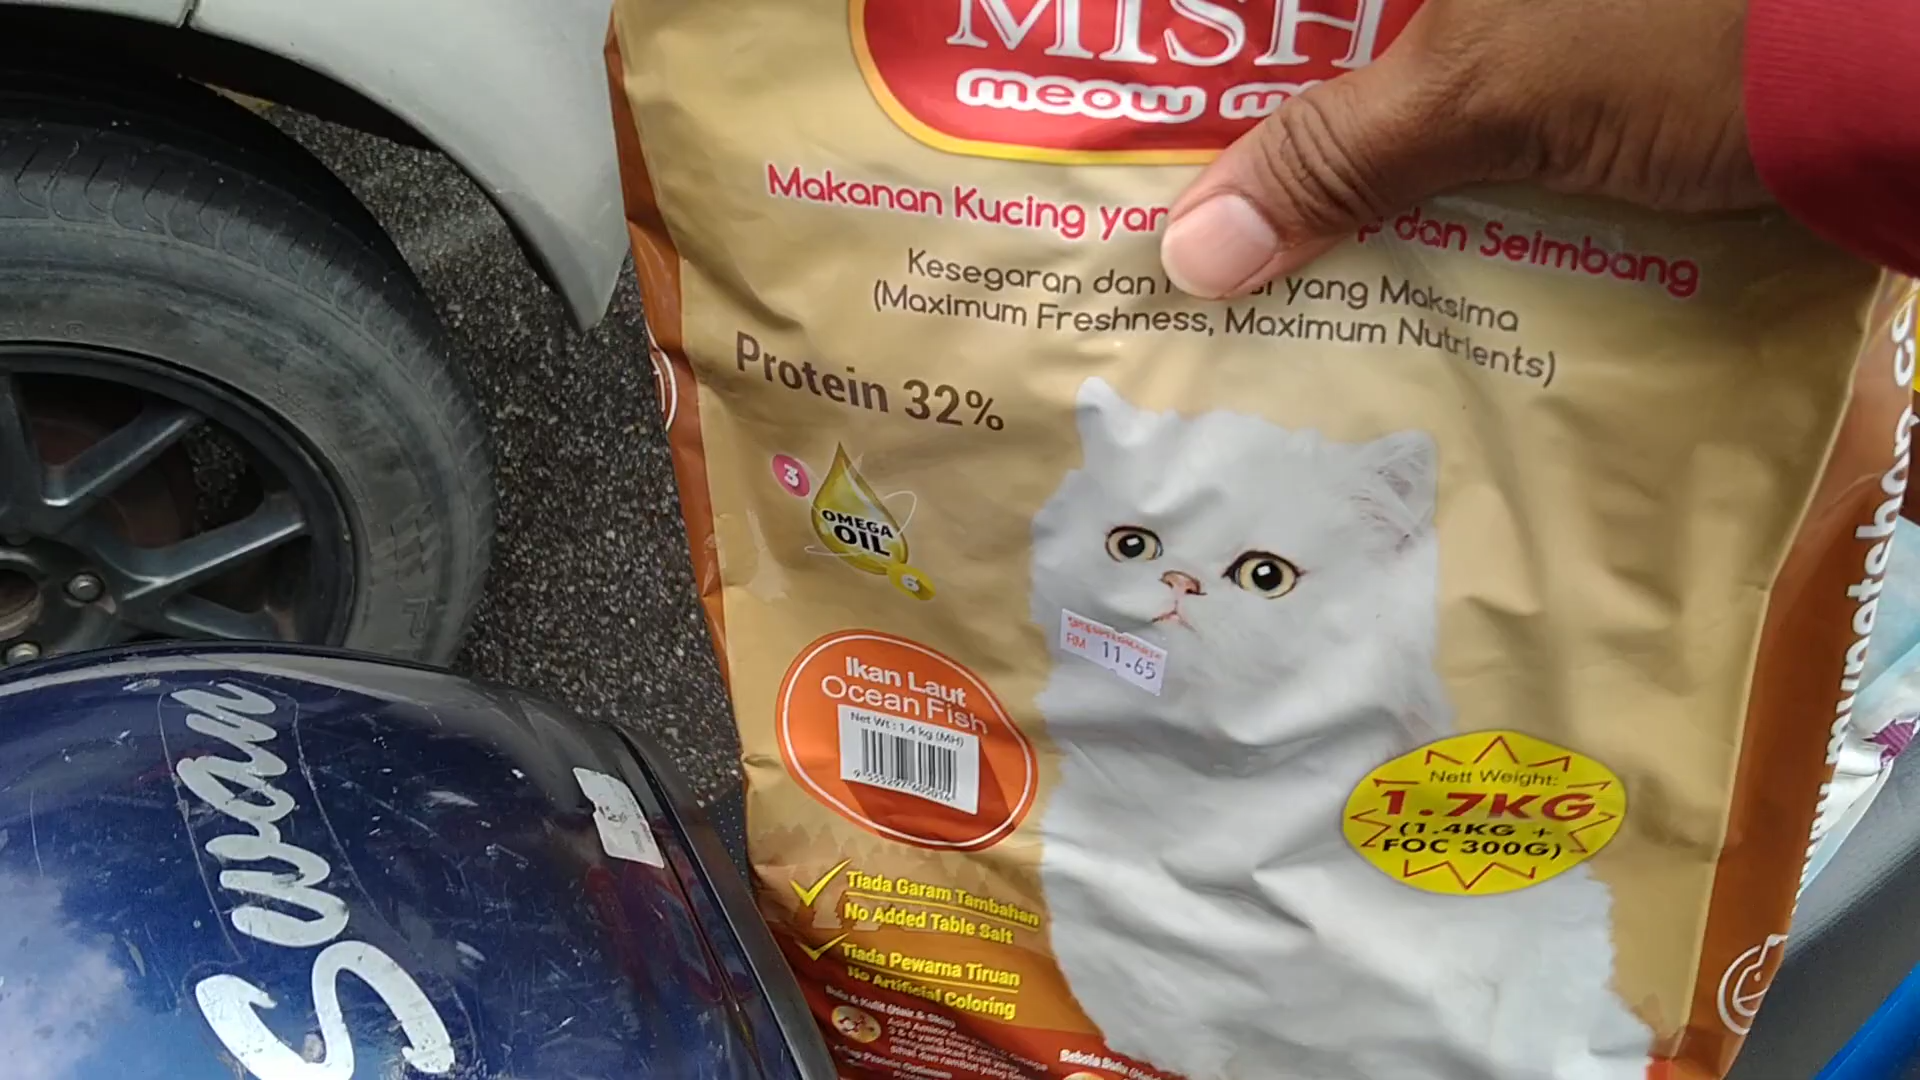 MISH
meow
Makanan Kucing yan dan Seimbang
Kesegaran dan yang Maksima
(Maximum Freshness, Maximum Nutrients)
Protein 32%
3
OMEGA
OIL
6
RM 11.65
Ikan Laut
Ocean Fish
Net Wt : 1.4 kg (MH)
Nett Weight:
1.7KG
(1.4KG +
FOC 300G)
Tiada Garam Tambahan
No Added Table Salt
Tiada Pewarna Tiruan
No Artificial Coloring
Swan